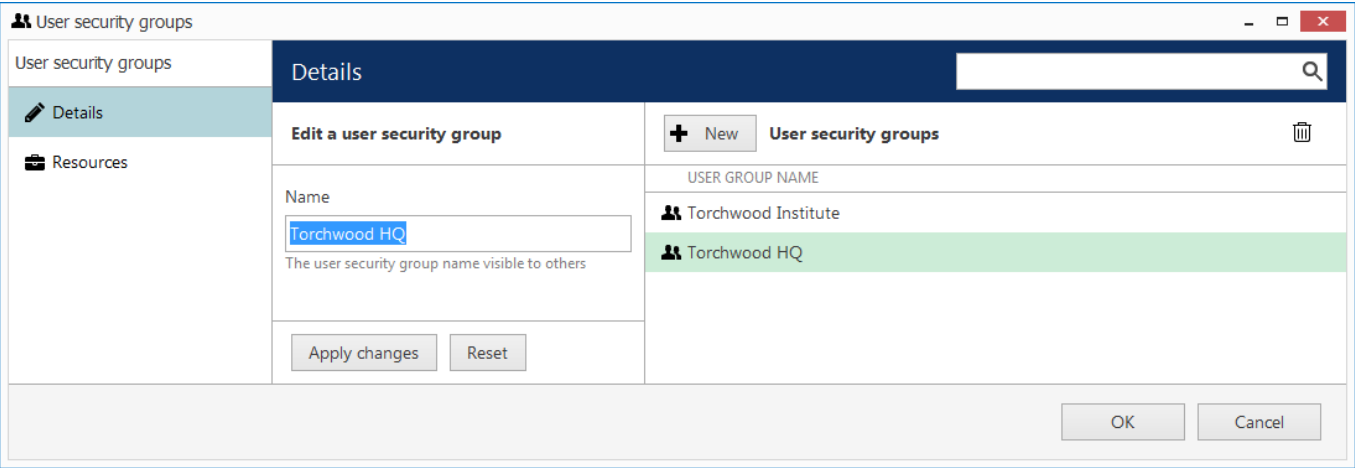 User security groups
User security groups
Details
Resources
Details
Edit a user security group
Name
Torchwood HQ
The user security group name visible to others
Apply changes Reset
New User security groups
USER GROUP NAME
Torchwood Institute
Torchwood HQ
OK Cancel